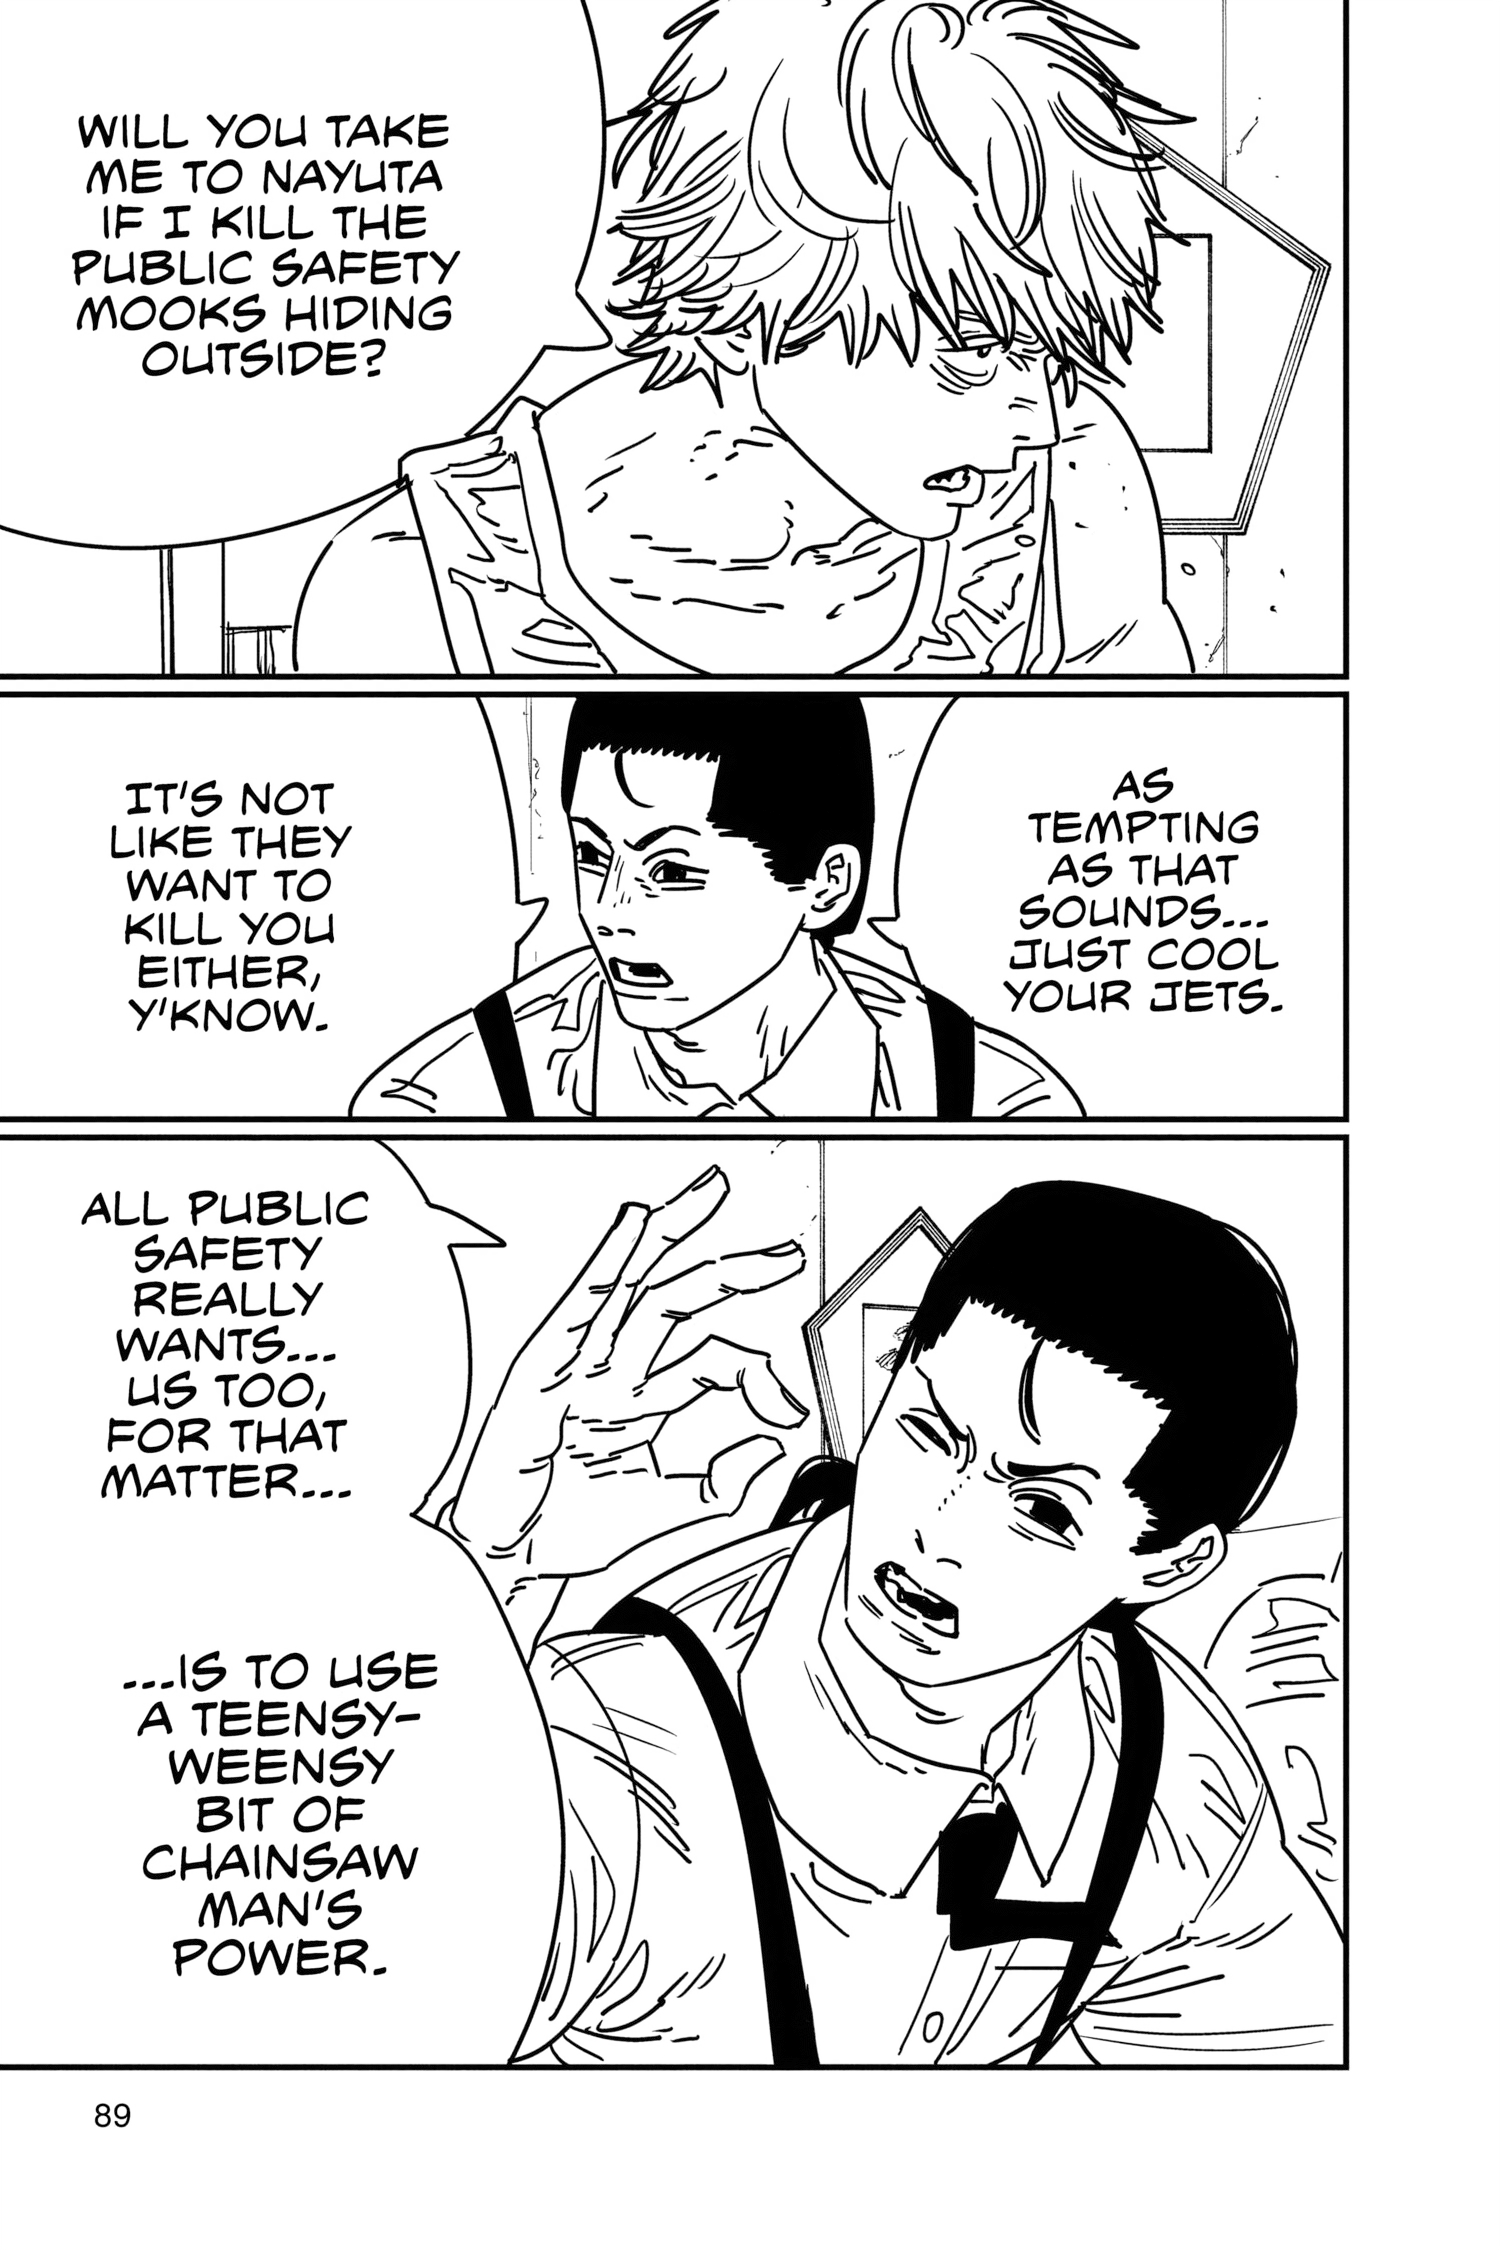 WILL YOU TAKE
ME TO NAYUTA
IF I KILL THE
PUBLIC SAFETY
MOOKS HIDING
OUTSIDE?
AS
TEMPTING
AS THAT
SOUNDS...
JUST COOL
YOUR JETS.
IT'S NOT
LIKE THEY
WANT TO
KILL YOU
EITHER,
Y'KNOW.
ALL PUBLIC
SAFETY
REALLY
WANTS...
US TOO,
FOR THAT
MATTER...
...IS TO USE
A TEENSY-
WEENSY
BIT OF
CHAINSAW
MAN'S
POWER.
89